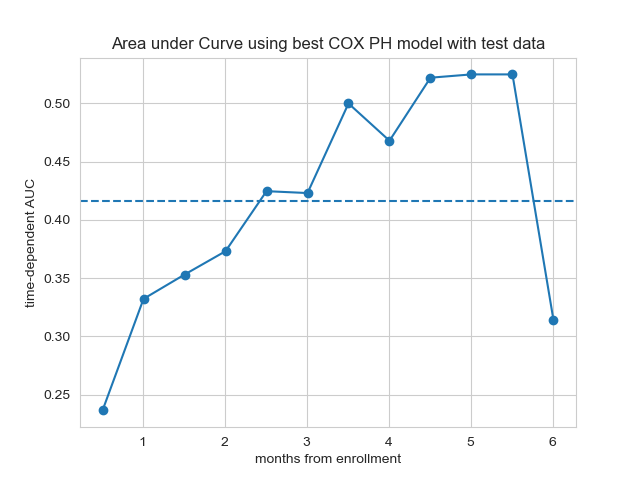 Area under Curve using best COX PH model with test data
time-dependent AUC
0.50
0.45
0.40
0.35
0.30
0.25
1 2 3 4 5 6
months from enrollment